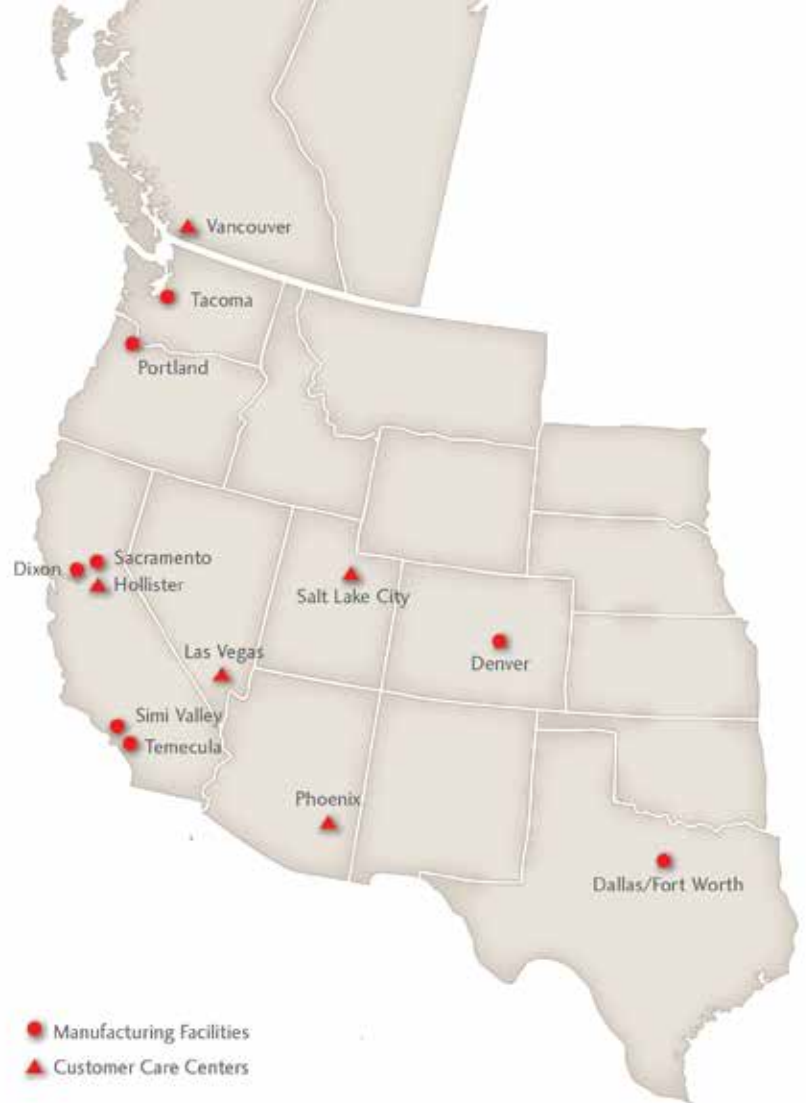 Vancouver
Tacoma
Portland
Sacramento
Dixon
Hollister
Salt Lake City
Denver
Las Vegas
Simi Valley
Temecula
Phoenix
Dallas/Fort Worth
Manufacturing Facilities
Customer Care Centers